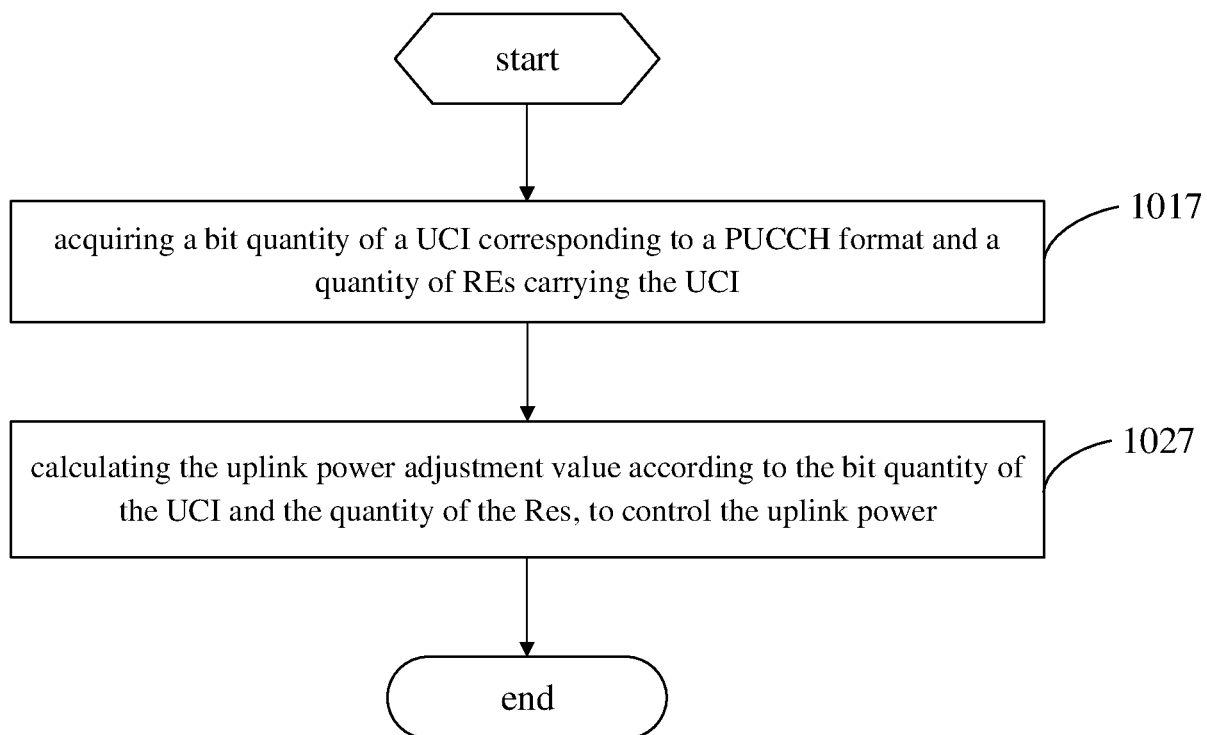 start
acquiring a bit quantity of a UCI corresponding to a PUCCH format and a
quantity of REs carrying the UCI
1017
calculating the uplink power adjustment value according to the bit quantity of
the UCI and the quantity of the Res, to control the uplink power
1027
end